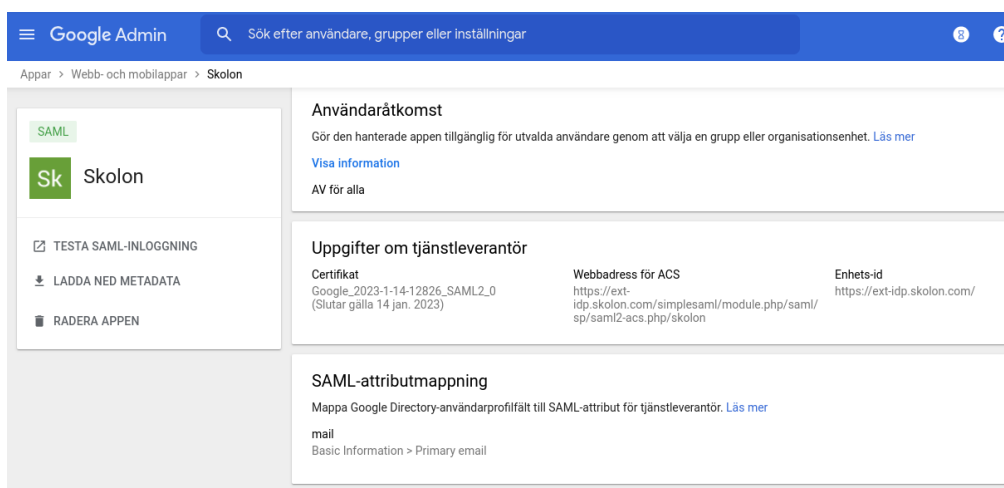 Google Admin
Sök efter användare, grupper eller inställningar
Appar > Webb- och mobilappar > Skolon
SAML
Sk Skolon
TESTA SAML-INLOGGNING
LADDA NED METADATA
RADERA APPEN
Användaråtkomst
Gör den hanterade appen tillgänglig för utvalda användare genom att välja en grupp eller organisationsenhet. Läs mer
Visa information
AV för alla
Uppgifter om tjänstleverantör
Certifikat
Google_2023-1-14-12826_SAML2_0
(Slutar gälla 14 jan. 2023)
Webbadress för ACS
https://ext-
idp.skolon.com/simplesaml/module.php/saml/
sp/saml2-acs.php/skolon
Enhets-id
https://ext-idp.skolon.com/
SAML-attributmappning
Mappa Google Directory-användarprofilfält till SAML-attribut för tjänstleverantör. Läs mer
mail
Basic Information > Primary email